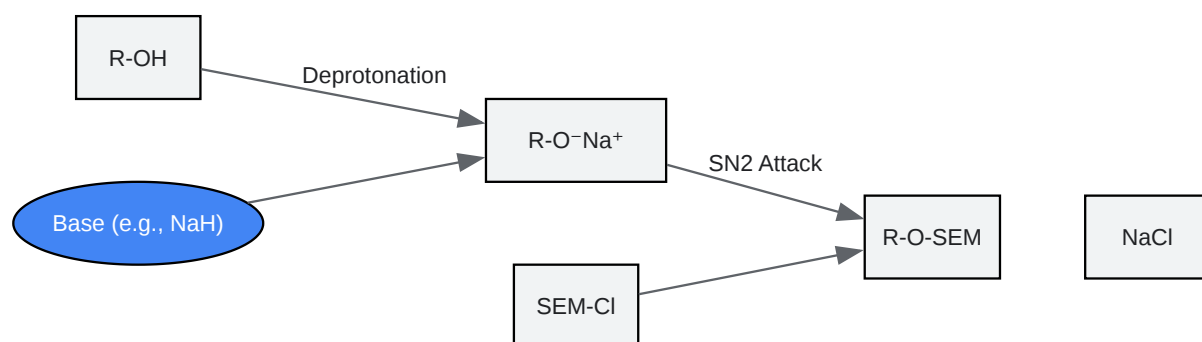 R-OH
Deprotonation
R-O⁻Na⁺
SN2 Attack
Base (e.g., NaH)
R-O-SEM
NaCl
SEM-Cl